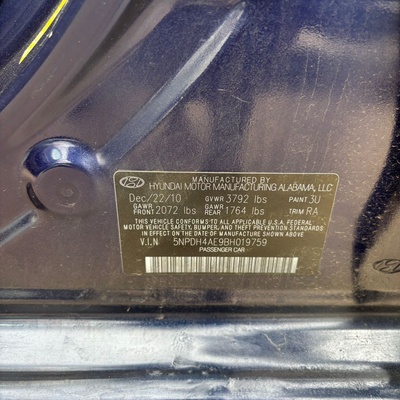 MANUFACTURED BY
HYUNDAI MOTOR MANUFACTURING ALABAMA, LLC
Dec/22/10 GVWR 3792 lbs PAINT 3U
GAWR FRONT 2072 lbs GAWR REAR 1764 lbs TRIM RA
THIS VEHICLE CONFORMS TO ALL APPLICABLE U.S.A. FEDERAL
MOTOR VEHICLE SAFETY, BUMPER, AND THEFT PREVENTION STANDARDS
IN EFFECT ON THE DATE OF MANUFACTURE SHOWN ABOVE.
V.I.N 5NPDH4AE9BH019759
PASSENGER CAR